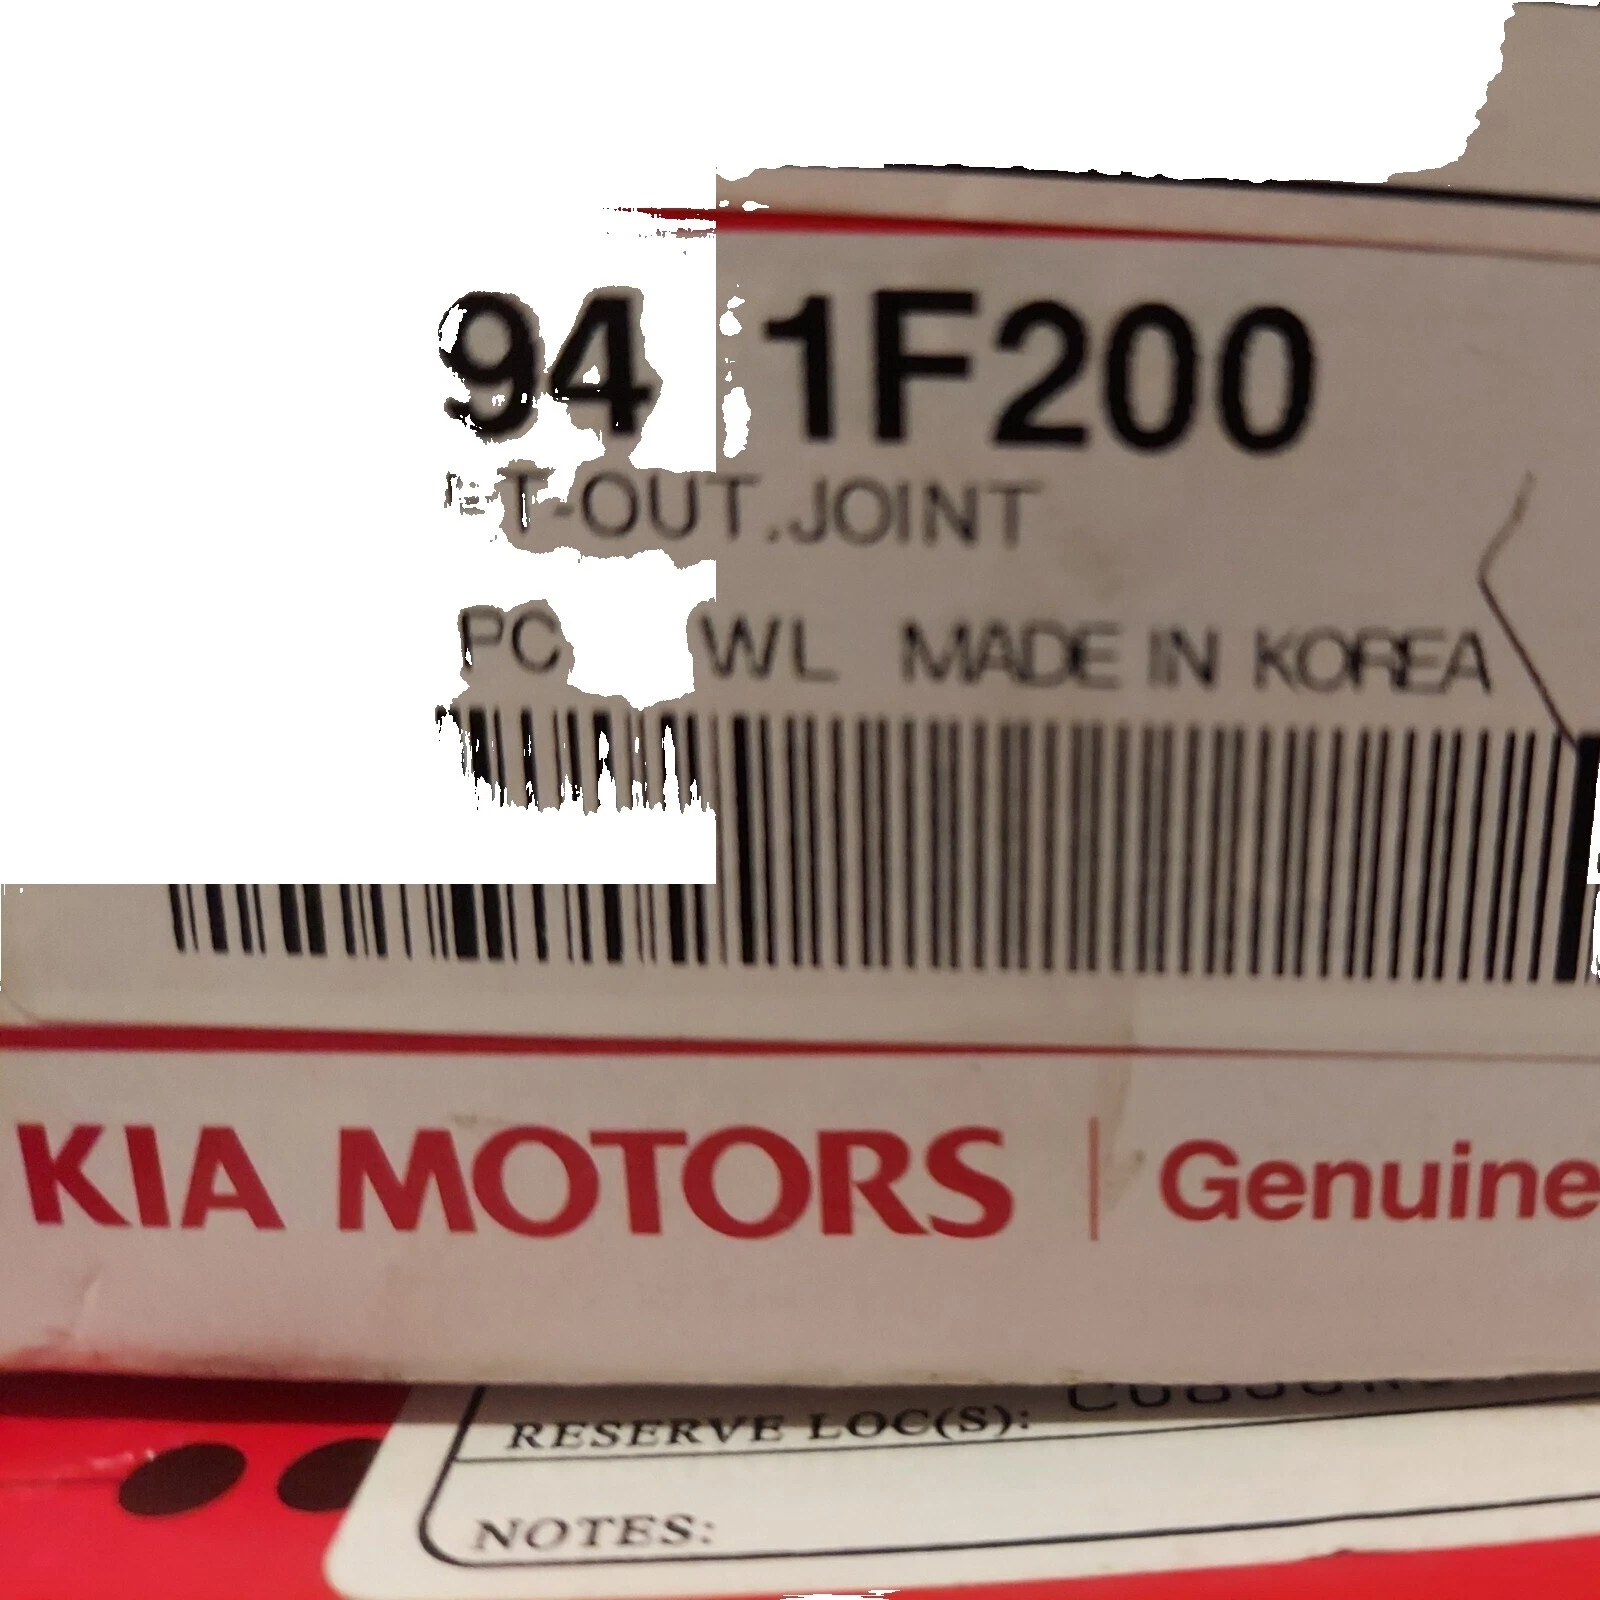 94 1F200
T-OUT.JOINT
PC WL MADE IN KOREA
KIA MOTORS | Genuine
RESERVE LOC(S):
NOTES: